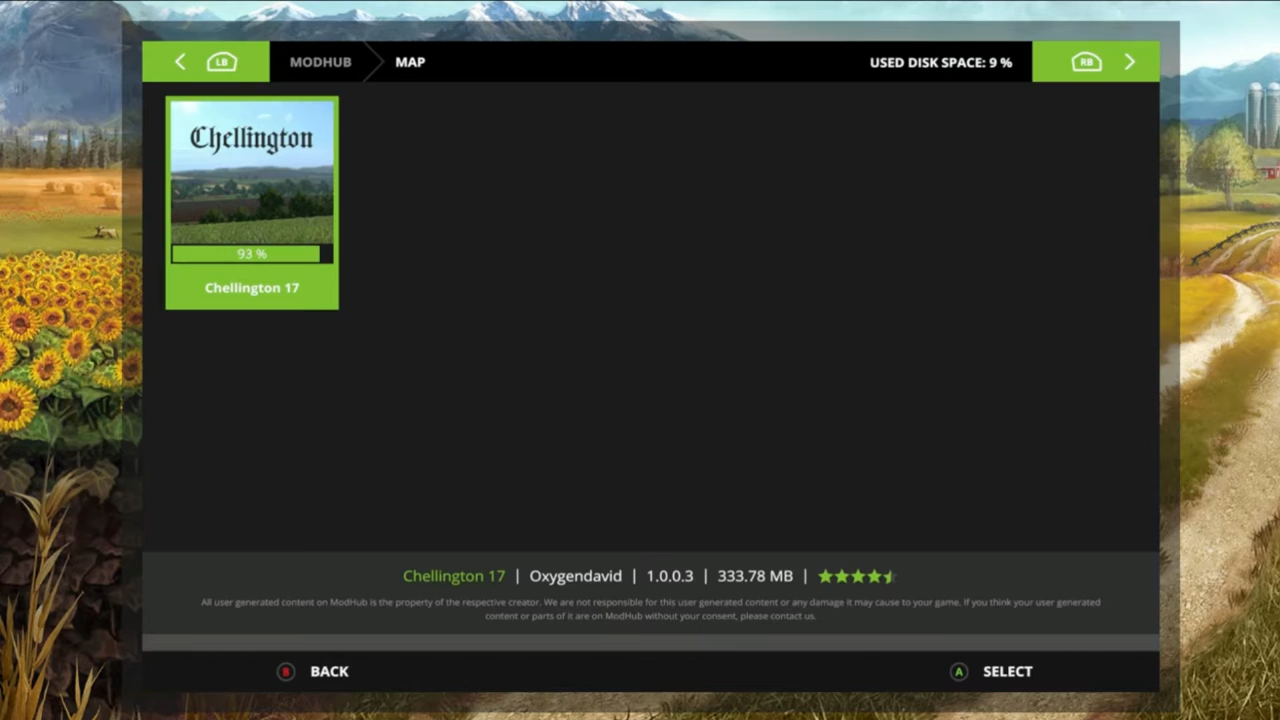 LB MODHUB MAP USED DISK SPACE: 9 % RB
Chellington
93 %
Chellington 17
Chellington 17 | Oxygendavid | 1.0.0.3 | 333.78 MB |
All user generated content on ModHub is the property of the respective creator. We are not responsible for this user generated content or any damage it may cause to your game. If you think your user generated
content or parts of it are on ModHub without your consent, please contact us.
B BACK A SELECT